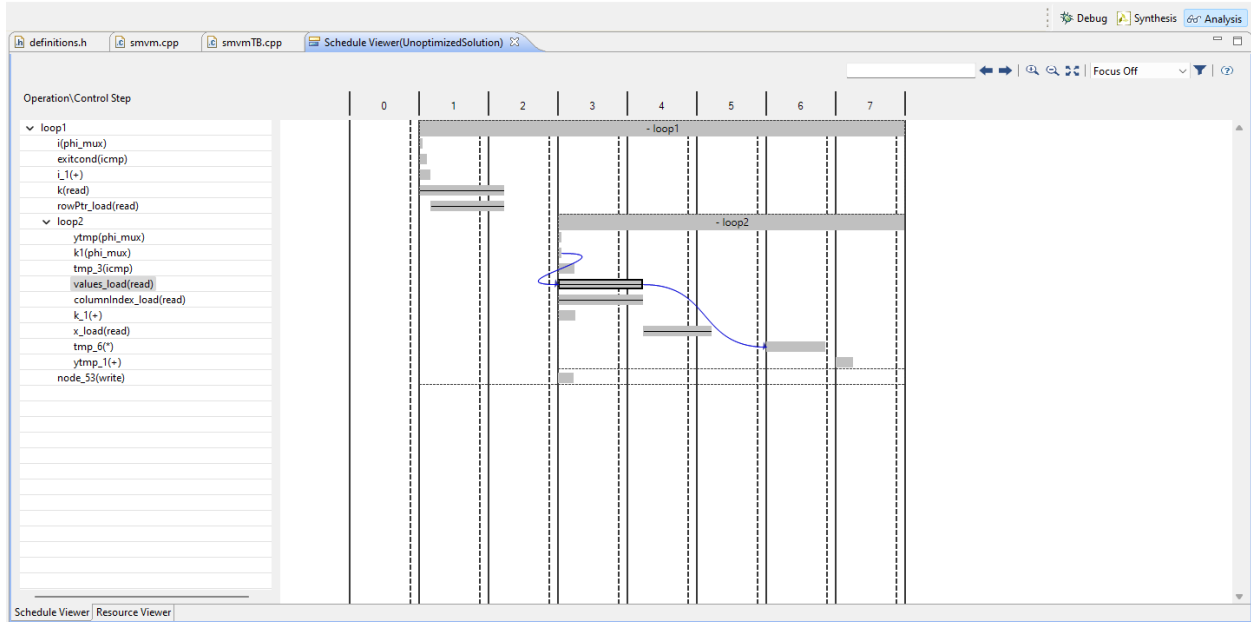 Debug Synthesis Analysis
definitions.h smvm.cpp smvmTB.cpp Schedule Viewer(UnoptimizedSolution)
Focus Off
Operation\Control Step 0 1 2 3 4 5 6 7
loop1 - loop1
i(phi_mux)
exitcond(icmp)
i_1(+)
k(read)
rowPtr_load(read)
loop2 - loop2
ytmp(phi_mux)
k1(phi_mux)
tmp_3(icmp)
values_load(read)
columnIndex_load(read)
k_1(+)
x_load(read)
tmp_6(*)
ytmp_1(+)
node_53(write)
Schedule Viewer Resource Viewer